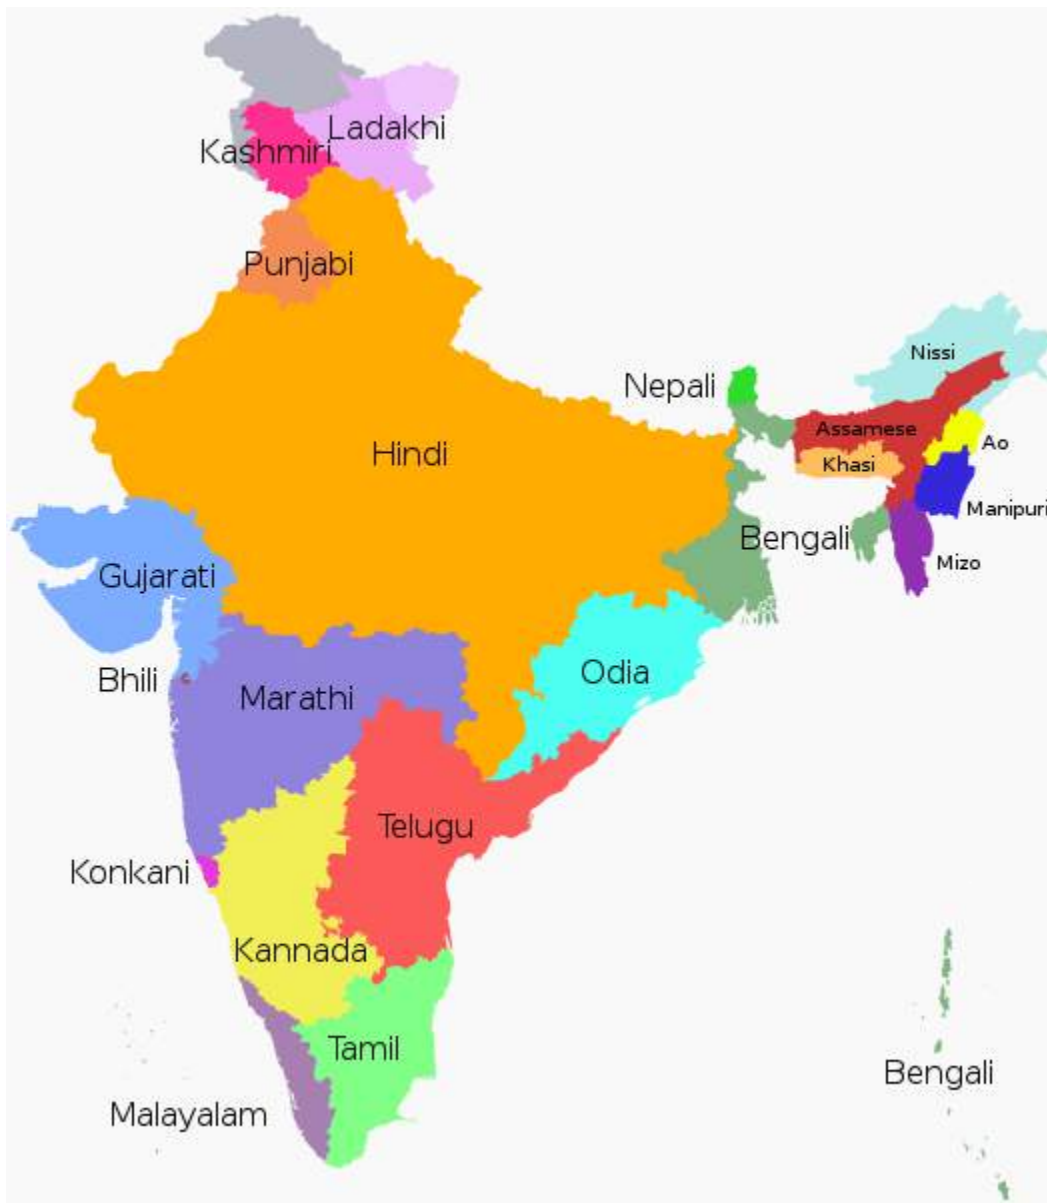 Ladakhi
Kashmiri
Punjabi
Nissi
Nepali
Assamese
Ao
Hindi
Khasi
Manipuri
Bengali
Mizo
Gujarati
Bhili
Odia
Marathi
Telugu
Konkani
Kannada
Tamil
Bengali
Malayalam